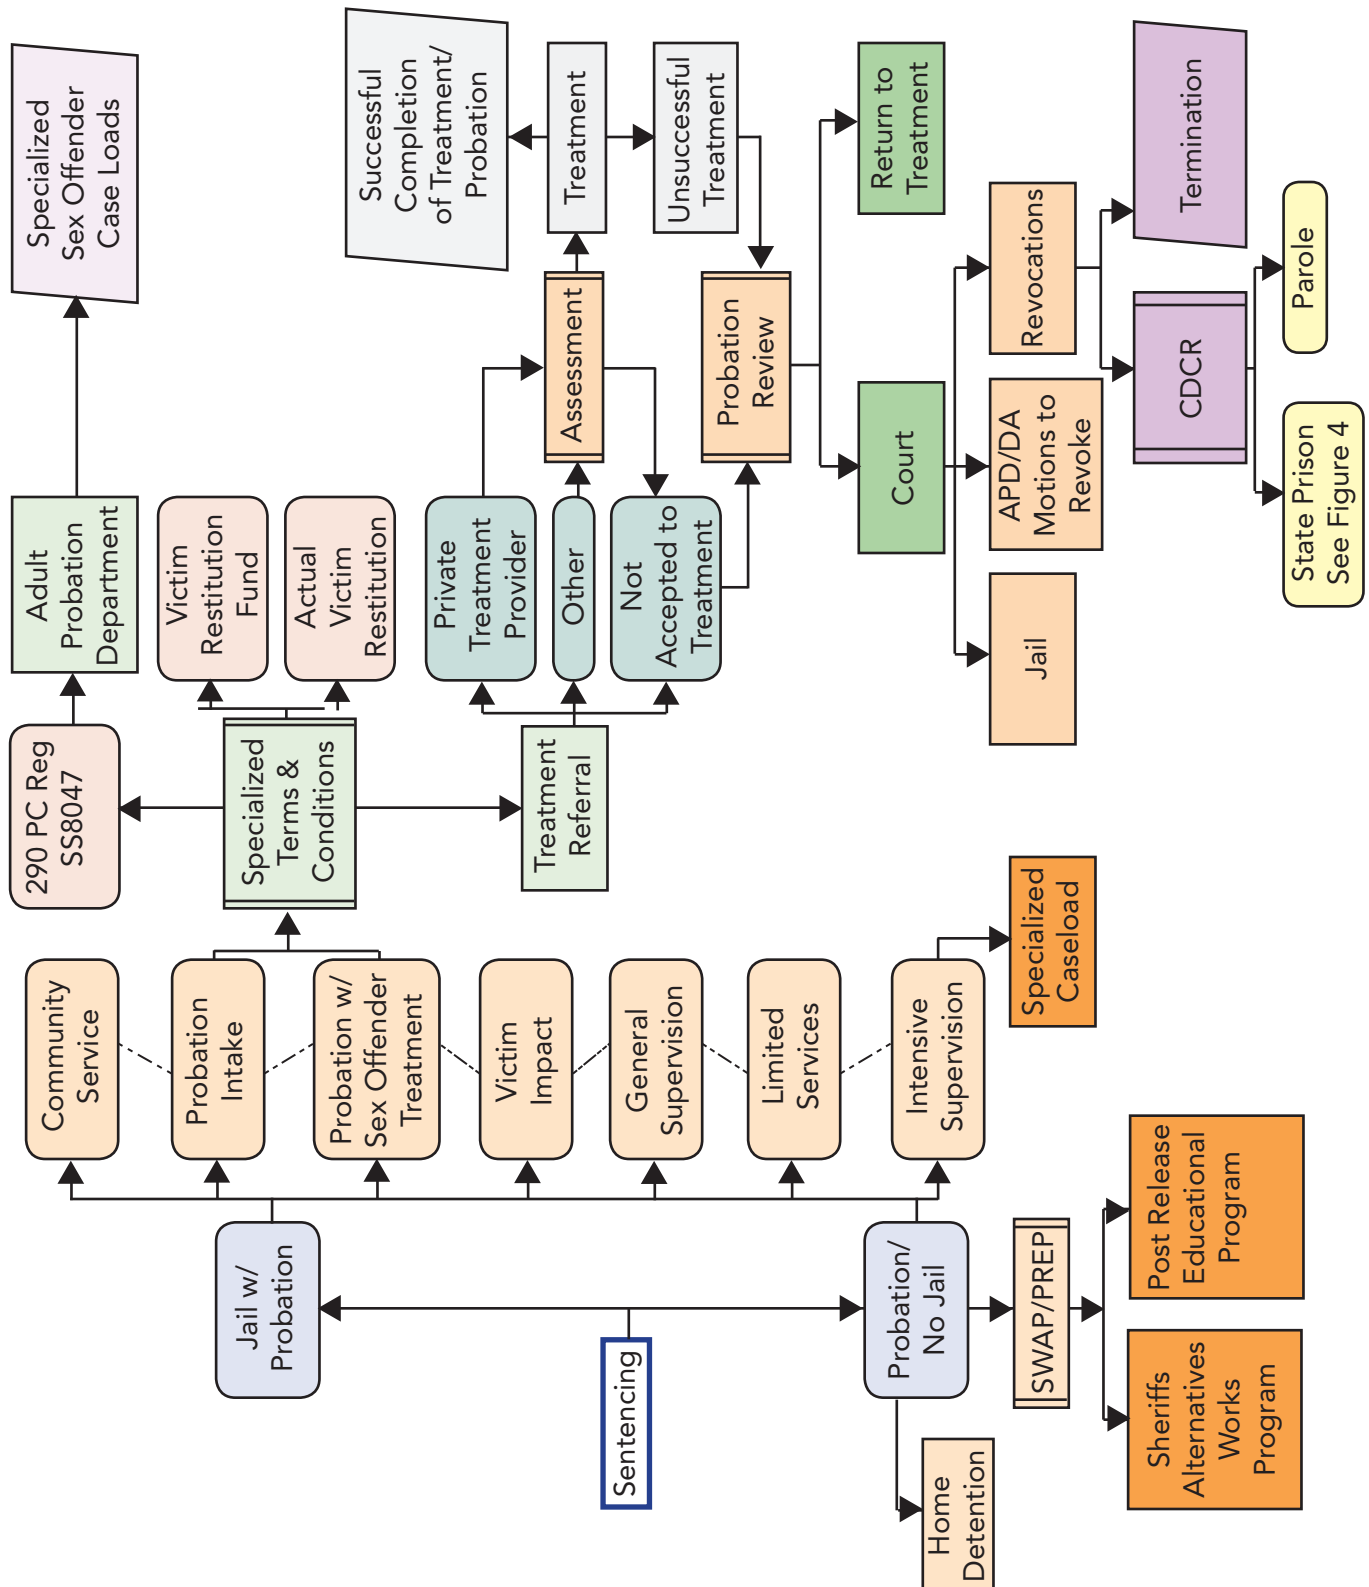 Sentencing
Jail w/
Probation
Probation/
No Jail
Home
Detention
SWAP/PREP
Sheriffs
Alternatives
Works
Program
Post Release
Educational
Program
Community
Service
Probation
Intake
Probation w/
Sex Offender
Treatment
Victim
Impact
General
Supervision
Limited
Services
Intensive
Supervision
Specialized
Caseload
290 PC Reg
SS8047
Specialized
Terms &
Conditions
Treatment
Referral
Adult
Probation
Department
Victim
Restitution
Fund
Actual
Victim
Restitution
Private
Treatment
Provider
Other
Not
Accepted to
Treatment
Specialized
Sex Offender
Case Loads
Assessment
Probation
Review
Successful
Completion
of Treatment/
Probation
Treatment
Unsuccessful
Treatment
Court
Return to
Treatment
Jail
APD/DA
Motions to
Revoke
Revocations
CDCR
Termination
State Prison
See Figure 4
Parole